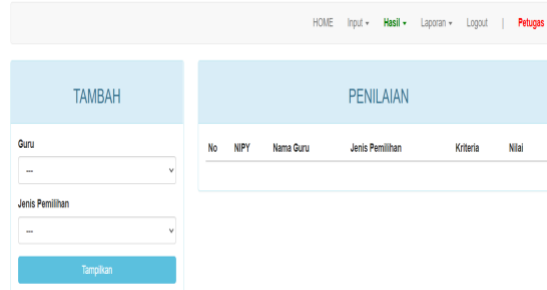 HOME Input Hasil Laporan Logout | Petugas
TAMBAH
Guru
---
Jenis Pemilihan
---
Tampilkan
PENILAIAN
No NIPY Nama Guru Jenis Pemilihan Kriteria Nilai